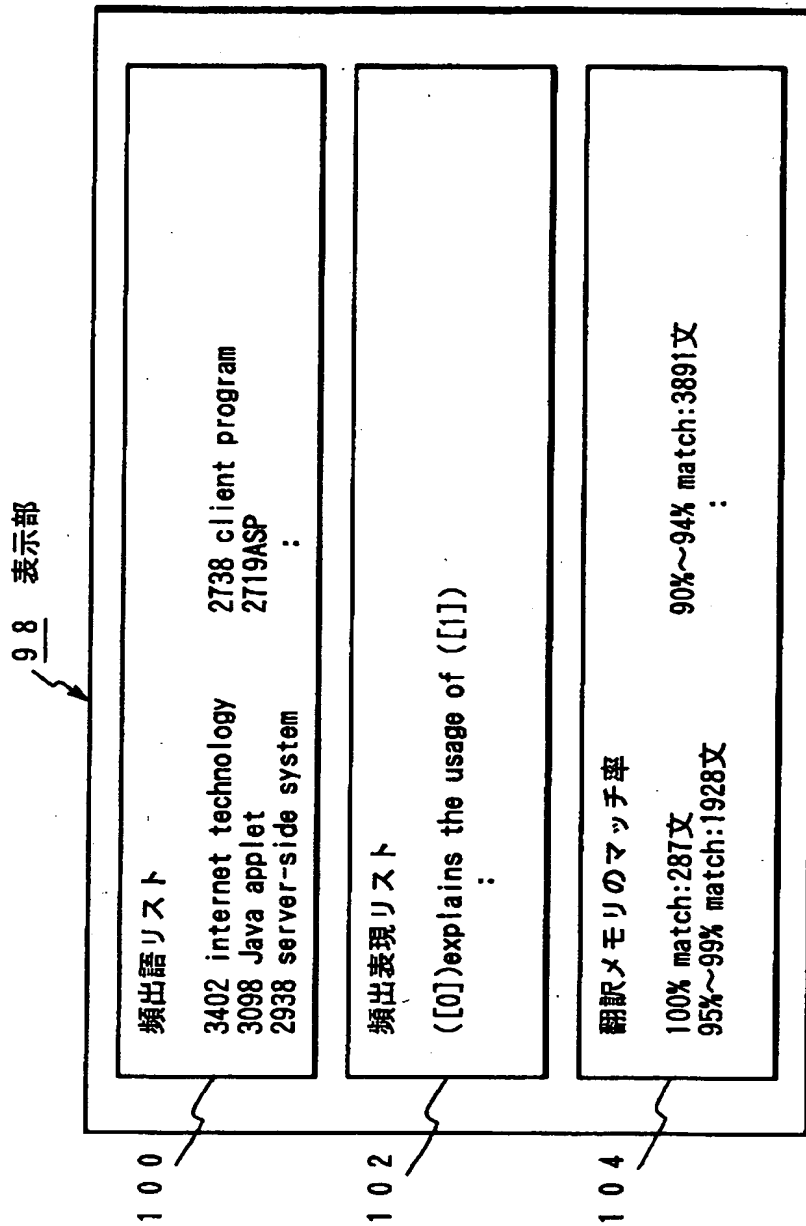 98 表示部
100
頻出語リスト
3402 internet technology
3098 Java applet
2938 server-side system
2738 client program
2719ASP
:
102
頻出表現リスト
([0])explains the usage of ([1])
:
104
翻訳メモリのマッチ率
100% match:287文
95%～99% match:1928文
90%～94% match:3891文
: